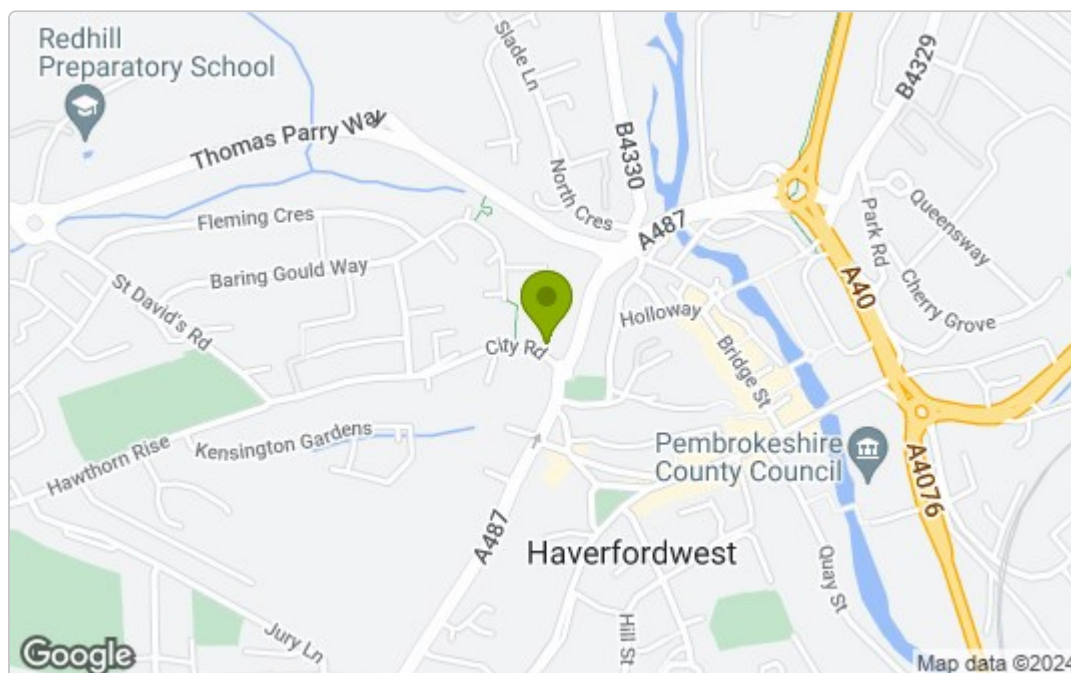 Redhill
Preparatory School
Slade Ln
B4330
B4329
Thomas Parry Way
North Cres
A487
Fleming Cres
Queensway
Park Rd
Baring Gould Way
St David's Rd
A40
Cherry Grove
Holloway
City Rd
Bridge St
Kensington Gardens
Hawthorn Rise
Pembrokeshire
County Council
A4076
A487
Haverfordwest
Quay St
Hill St
Jury Ln
Google
Map data ©2024